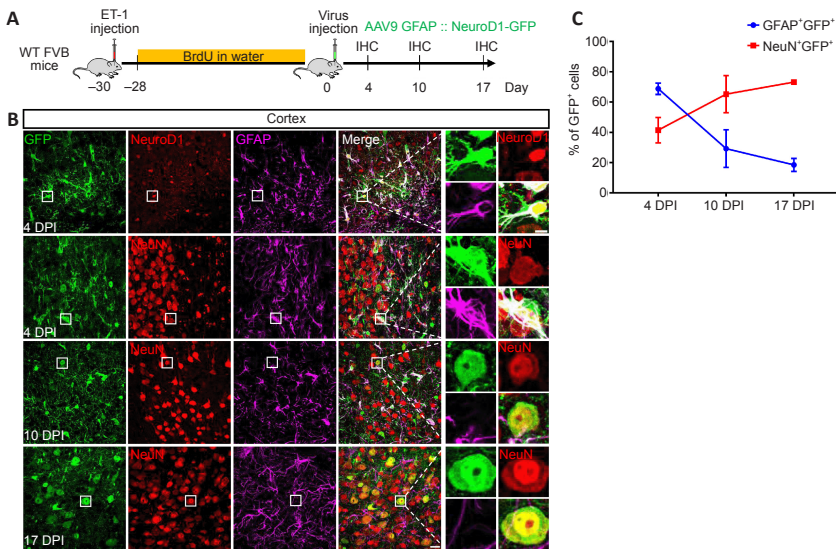 A
ET-1
injection
Virus
injection
AAV9 GFAP :: NeuroD1-GFP
WT FVB
mice
BrdU in water
IHC
IHC
IHC
–30
–28
0
4
10
17
Day
B
Cortex
GFP
NeuroD1
GFAP
Merge
NeuroD1
4 DPI
NeuN
NeuN
4 DPI
NeuN
NeuN
10 DPI
NeuN
NeuN
17 DPI
C
GFAP⁺GFP⁺
NeuN⁺GFP⁺
% of GFP⁺ cells
100
80
60
40
20
0
4 DPI
10 DPI
17 DPI